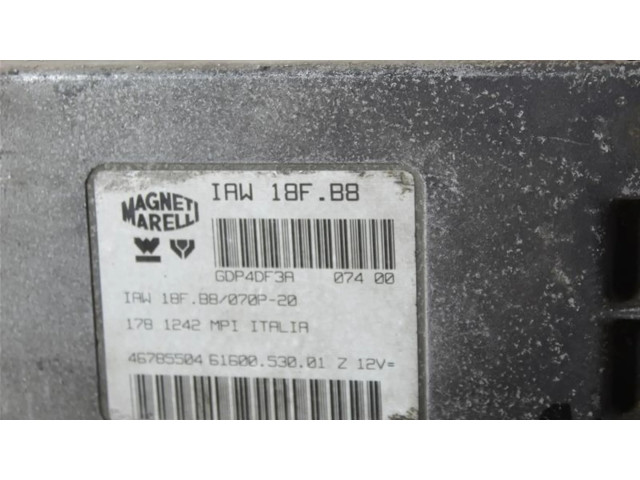 MAGNETI
MARELLI
IAW 18F.B8
GDP4DF3A 074 00
IAW 18F.B8/070P-20
178 1242 MPI ITALIA
46785504 61600.530.01 Z 12V=